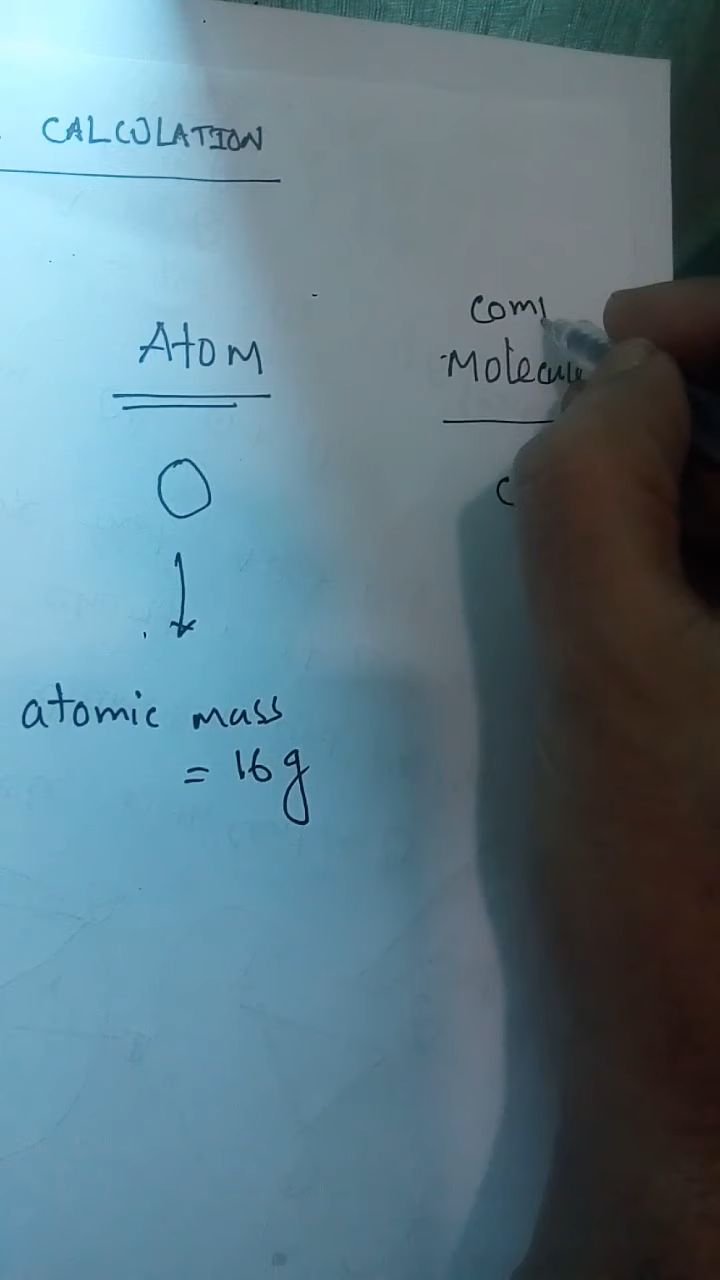 CALCULATION
Atom
O
atomic mass
= 16 g
Com
Molecule
C